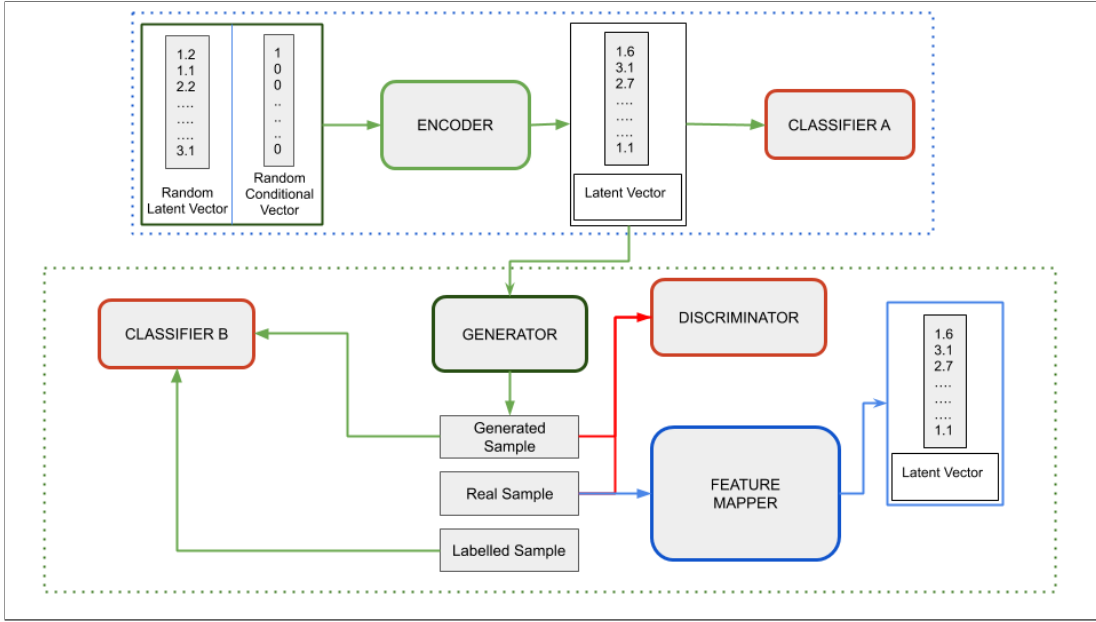 1.2
1.1
2.2
....
....
....
3.1
Random
Latent Vector
1
0
0
..
..
..
0
Random
Conditional
Vector
ENCODER
1.6
3.1
2.7
....
....
....
1.1
Latent Vector
CLASSIFIER A
CLASSIFIER B
GENERATOR
DISCRIMINATOR
Generated
Sample
Real Sample
Labelled Sample
FEATURE
MAPPER
1.6
3.1
2.7
....
....
....
1.1
Latent Vector